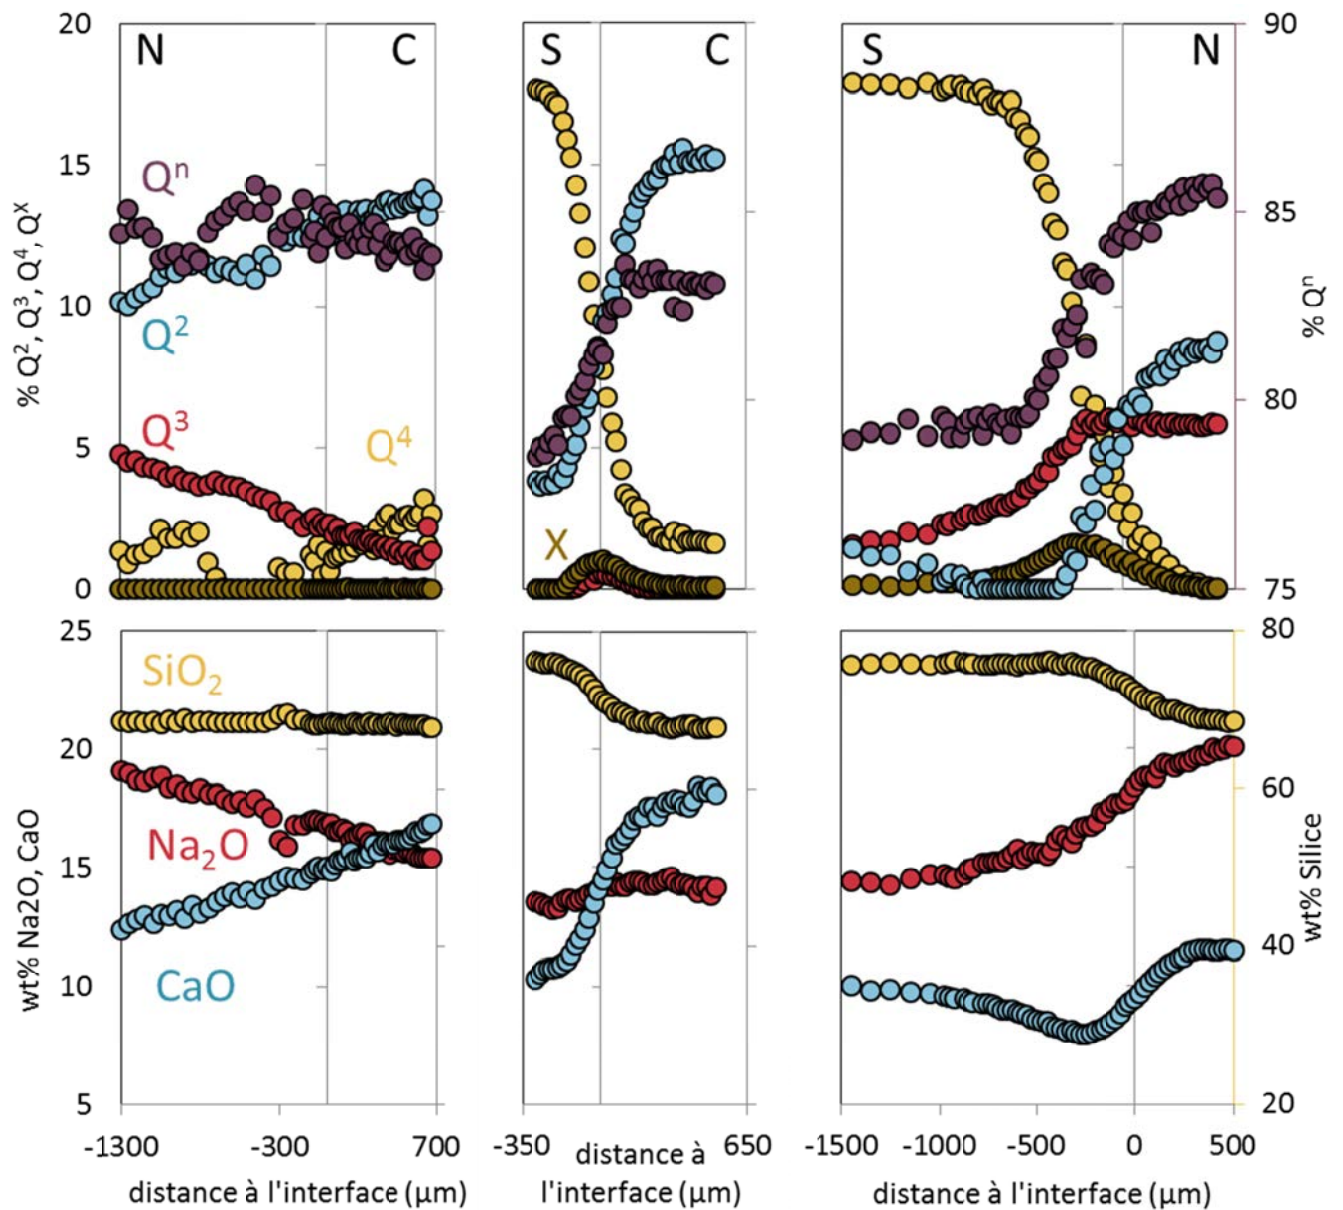 20
15
10
5
0
% Q², Q³, Q⁴, Qˣ
N
C
Qⁿ
Q²
Q³
Q⁴
S
C
X
S
N
90
85
80
75
% Qⁿ
25
20
15
10
5
wt% Na2O, CaO
SiO₂
Na₂O
CaO
80
60
40
20
wt% Silice
-1300
-300
700
distance à l'interface (µm)
-350
650
distance à
l'interface (µm)
-1500
-1000
-500
0
500
distance à l'interface (µm)